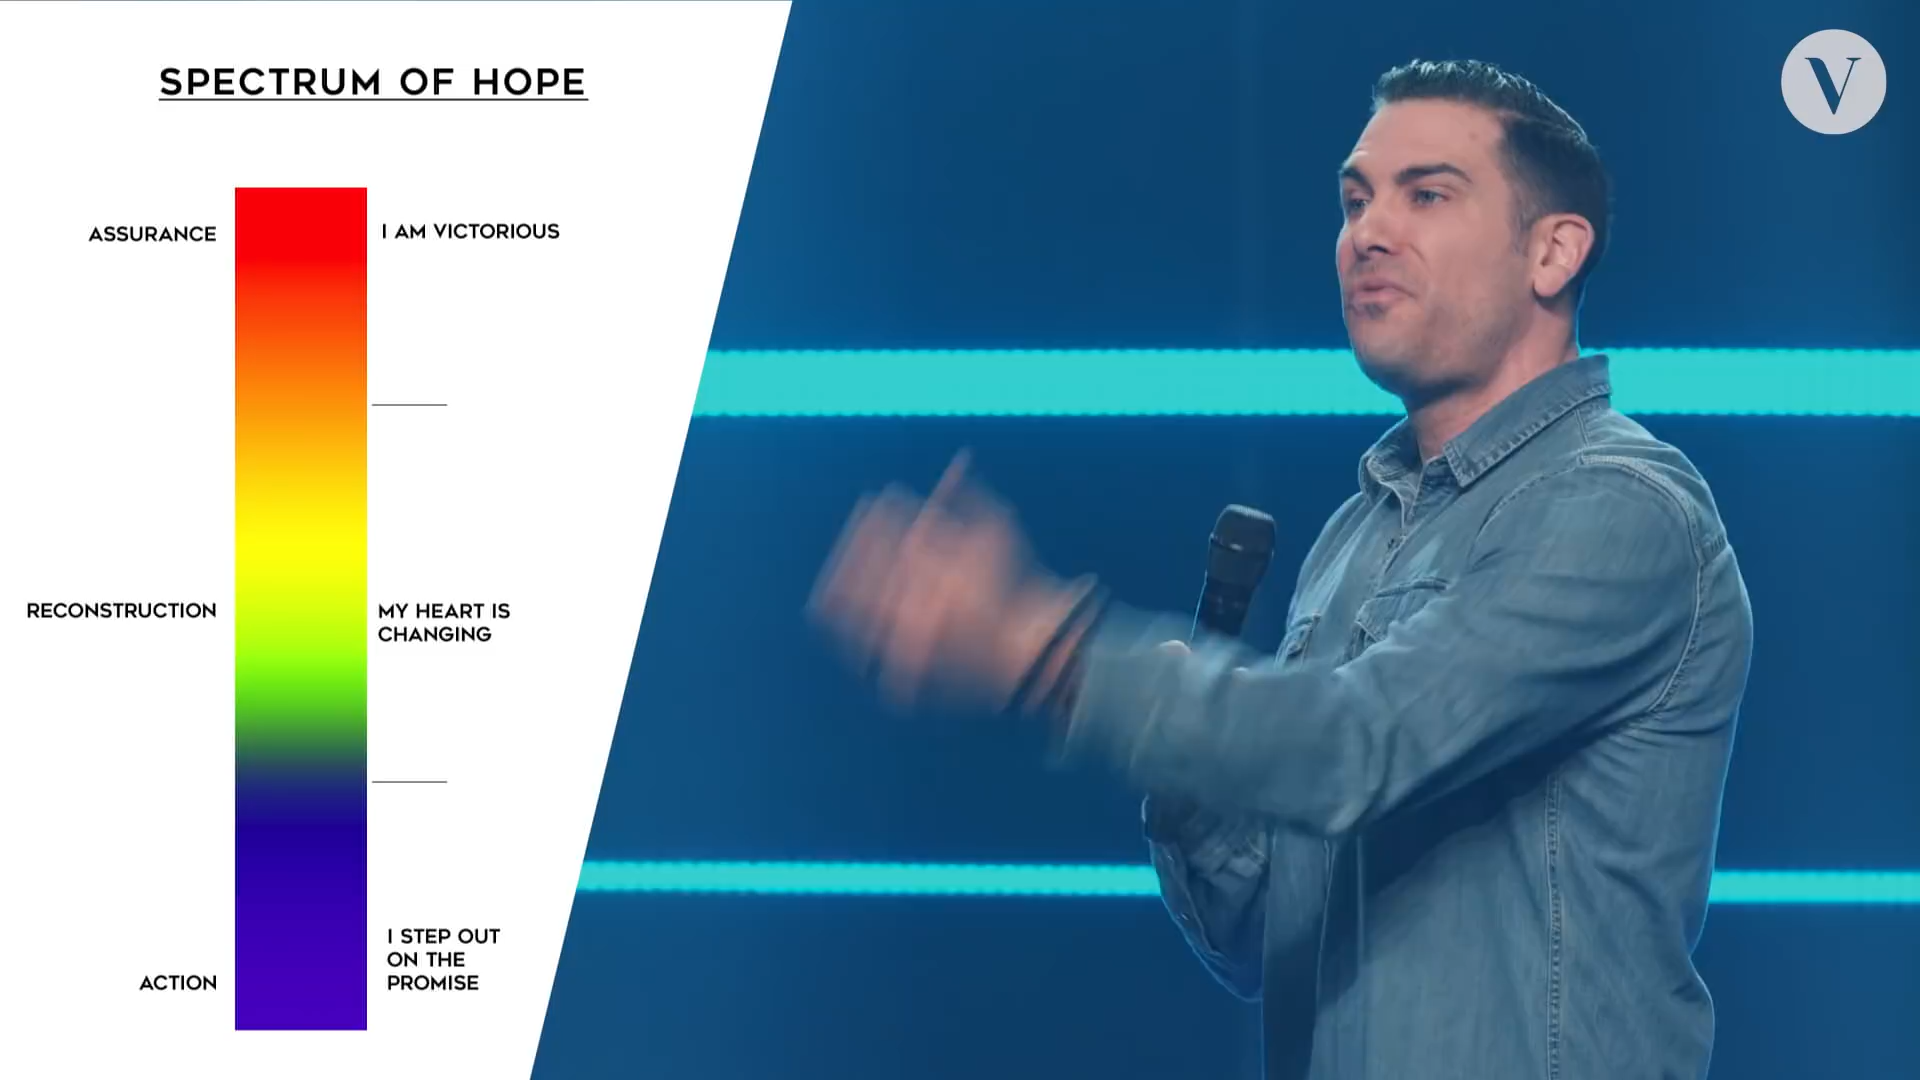 SPECTRUM OF HOPE
ASSURANCE
I AM VICTORIOUS
RECONSTRUCTION
MY HEART IS
CHANGING
ACTION
I STEP OUT
ON THE
PROMISE
V